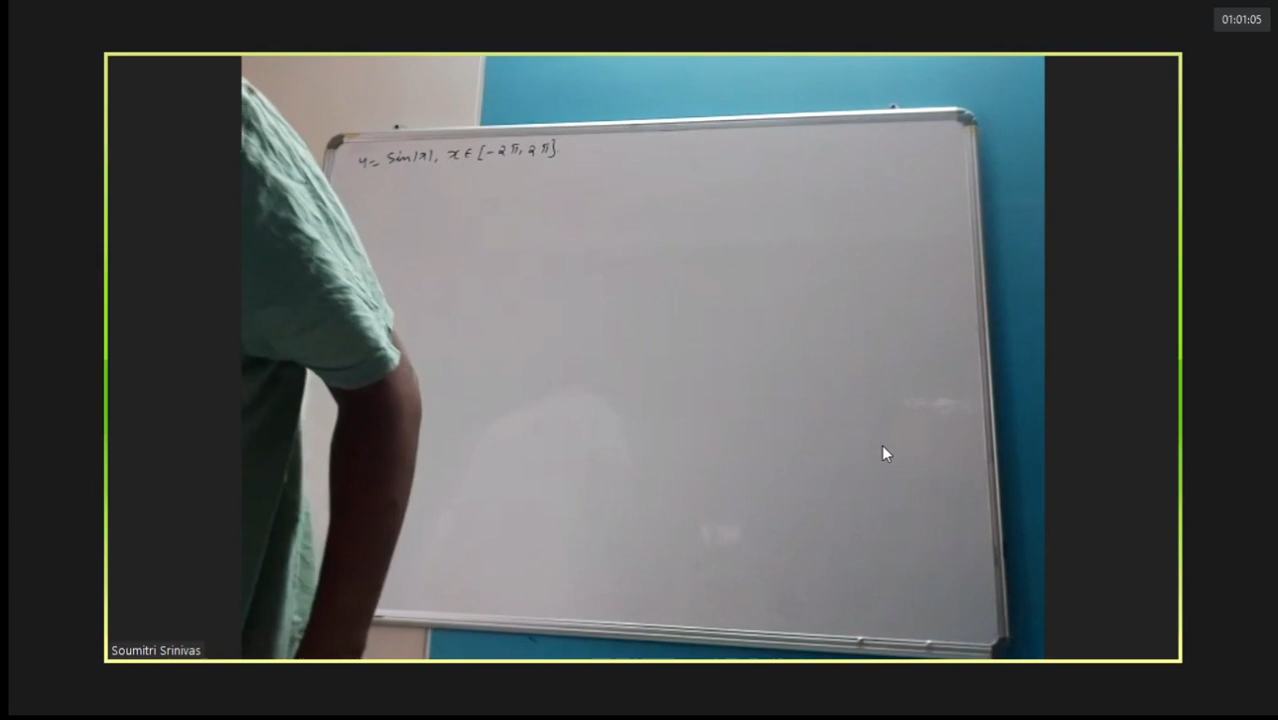 01:01:05
y= sin|x|, x ∈ [-2π, 2π]
Soumitri Srinivas